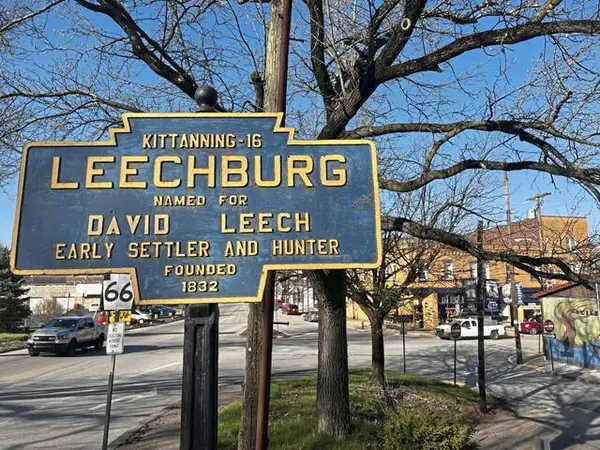 KITTANNING-16
LEECHBURG
NAMED FOR
DAVID LEECH
EARLY SETTLER AND HUNTER
FOUNDED
1832
66